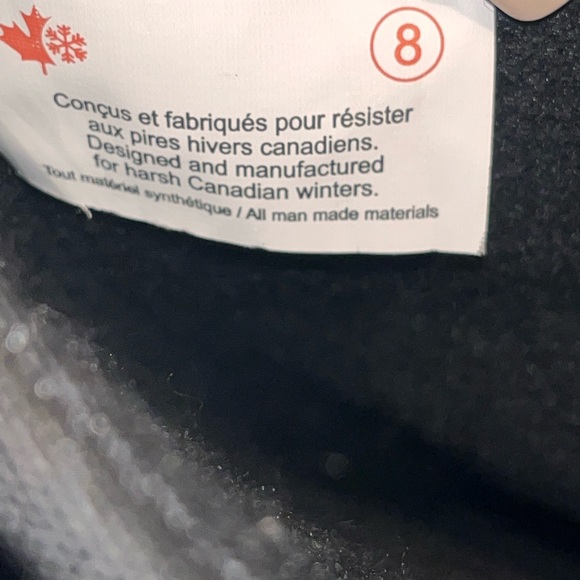 8
Conçus et fabriqués pour résister
aux pires hivers canadiens.
Designed and manufactured
for harsh Canadian winters.
Tout matériel synthétique / All man made materials